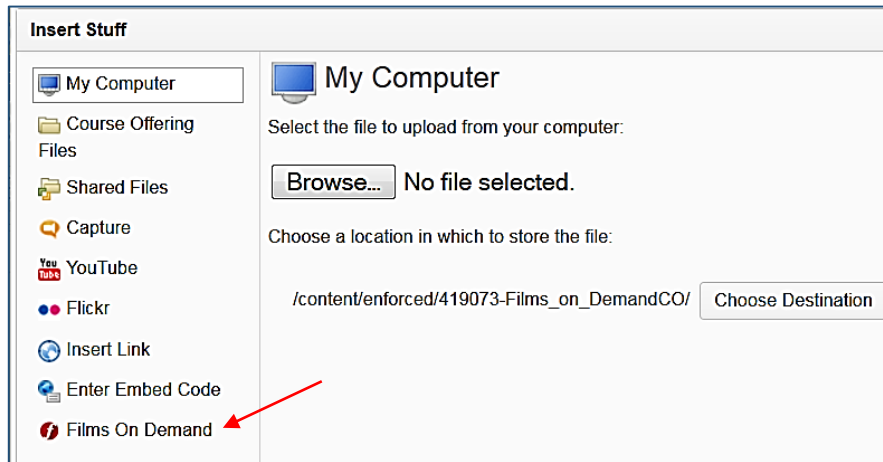 Insert Stuff
My Computer
Course Offering
Files
Shared Files
Capture
You Tube YouTube
Flickr
Insert Link
Enter Embed Code
Films On Demand
My Computer
Select the file to upload from your computer:
Browse... No file selected.
Choose a location in which to store the file:
/content/enforced/419073-Films_on_DemandCO/ Choose Destination